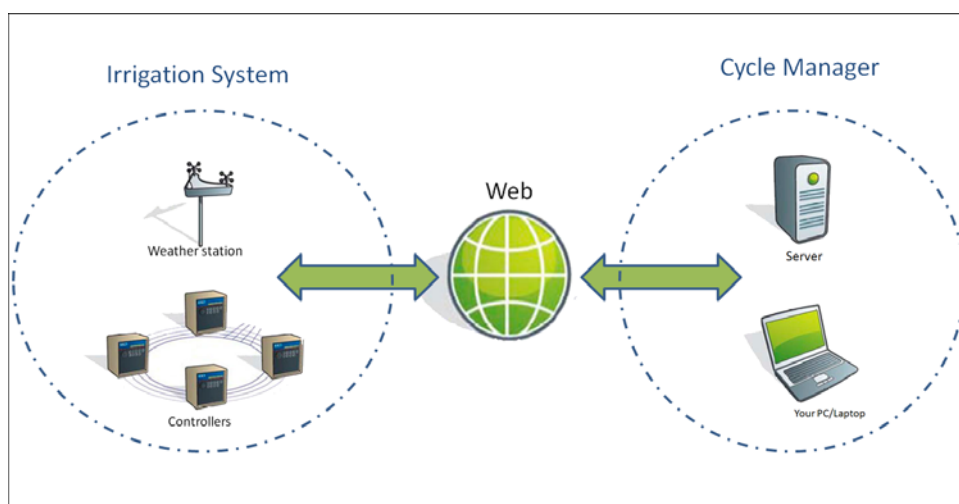 Irrigation System
Cycle Manager
Web
Weather station
Server
Controllers
Your PC/Laptop